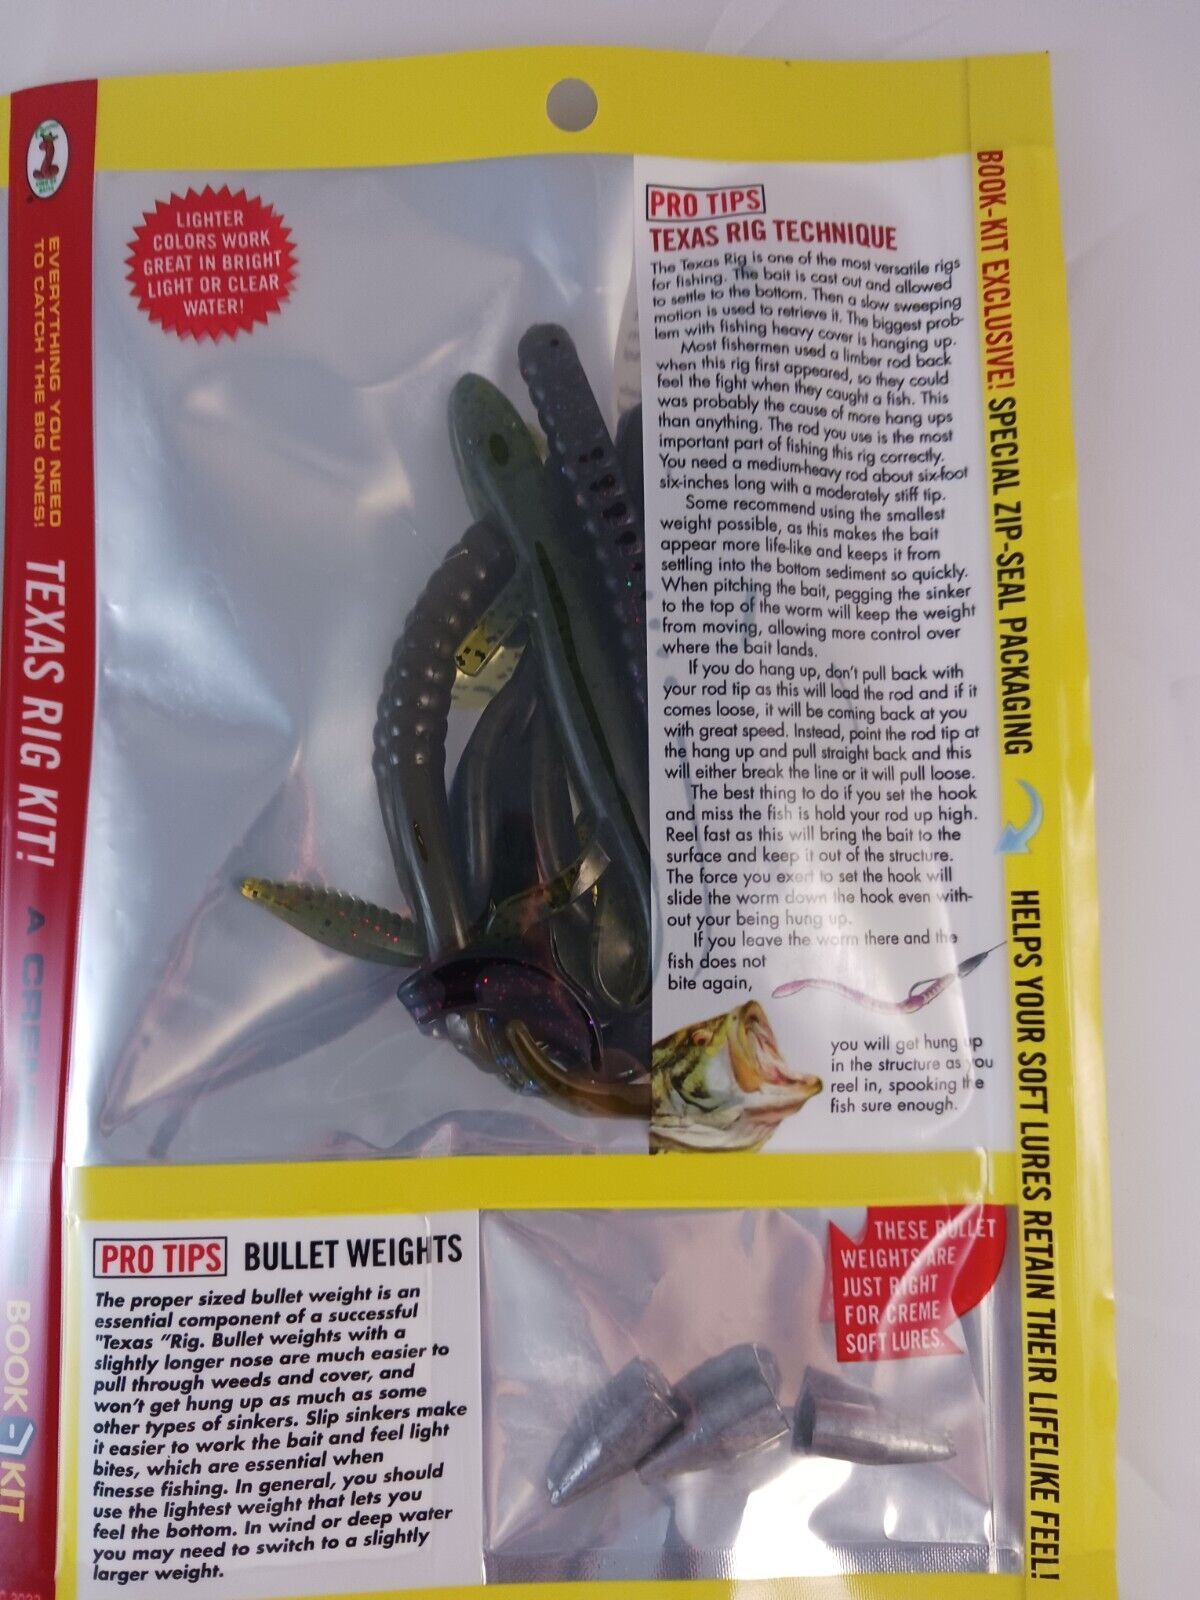 EVERYTHING YOU NEED
TO CATCH THE BIG ONES!
TEXAS RIG KIT!
A CREME
BOOK-KIT
LIGHTER
COLORS WORK
GREAT IN BRIGHT
LIGHT OR CLEAR
WATER!
PRO TIPS
TEXAS RIG TECHNIQUE
The Texas Rig is one of the most versatile rigs
for fishing. The bait is cast out and allowed
to settle to the bottom. Then a slow sweeping
motion is used to retrieve it. The biggest prob-
lem with fishing heavy cover is hanging up.
Most fishermen used a limber rod back
when this rig first appeared, so they could
feel the fight when they caught a fish. This
was probably the cause of more hang ups
than anything. The rod you use is the most
important part of fishing this rig correctly.
You need a medium-heavy rod about six-foot
six-inches long with a moderately stiff tip.
Some recommend using the smallest
weight possible, as this makes the bait
appear more life-like and keeps it from
settling into the bottom sediment so quickly.
When pitching the bait, pegging the sinker
to the top of the worm will keep the weight
from moving, allowing more control over
where the bait lands.
If you do hang up, don't pull back with
your rod tip as this will load the rod and if it
comes loose, it will be coming back at you
with great speed. Instead, point the rod tip at
the hang up and pull straight back and this
will either break the line or it will pull loose.
The best thing to do if you set the hook
and miss the fish is hold your rod up high.
Reel fast as this will bring the bait to the
surface and keep it out of the structure.
The force you exert to set the hook will
slide the worm down the hook even with-
out your being hung up.
If you leave the worm there and the
fish does not
bite again,
you will get hung up
in the structure as you
reel in, spooking the
fish sure enough.
BOOK-KIT EXCLUSIVE! SPECIAL ZIP-SEAL PACKAGING
HELPS YOUR SOFT LURES RETAIN THEIR LIFELIKE FEEL!
PRO TIPS BULLET WEIGHTS
The proper sized bullet weight is an
essential component of a successful
"Texas "Rig. Bullet weights with a
slightly longer nose are much easier to
pull through weeds and cover, and
won't get hung up as much as some
other types of sinkers. Slip sinkers make
it easier to work the bait and feel light
bites, which are essential when
finesse fishing. In general, you should
use the lightest weight that lets you
feel the bottom. In wind or deep water
you may need to switch to a slightly
larger weight.
THESE BULLET
WEIGHTS ARE
JUST RIGHT
FOR CREME
SOFT LURES.